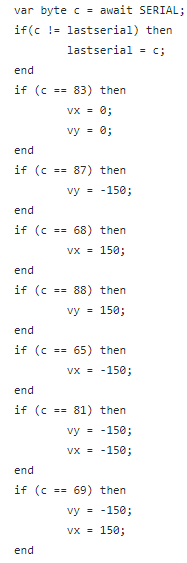 var byte c = await SERIAL;
if(c != lastserial) then
        lastserial = c;
end
if (c == 83) then
        vx = 0;
        vy = 0;
end
if (c == 87) then
        vy = -150;
end
if (c == 68) then
        vx = 150;
end
if (c == 88) then
        vy = 150;
end
if (c == 65) then
        vx = -150;
end
if (c == 81) then
        vy = -150;
        vx = -150;
end
if (c == 69) then
        vy = -150;
        vx = 150;
end